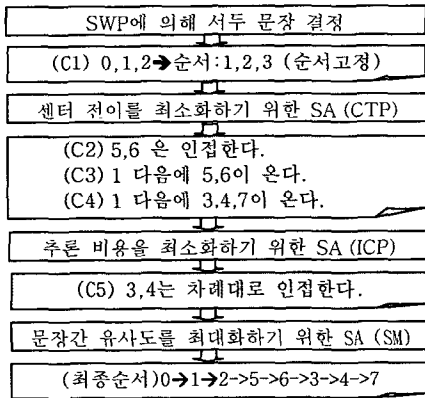 SWP에 의해 서두 문장 결정
(C1) 0,1,2➔순서:1,2,3 (순서고정)
센터 전이를 최소화하기 위한 SA (CTP)
(C2) 5,6 은 인접한다.
(C3) 1 다음에 5,6이 온다.
(C4) 1 다음에 3,4,7이 온다.
추론 비용을 최소화하기 위한 SA (ICP)
(C5) 3,4는 차례대로 인접한다.
문장간 유사도를 최대화하기 위한 SA (SM)
(최종순서)0➔1➔2->5->6->3->4->7